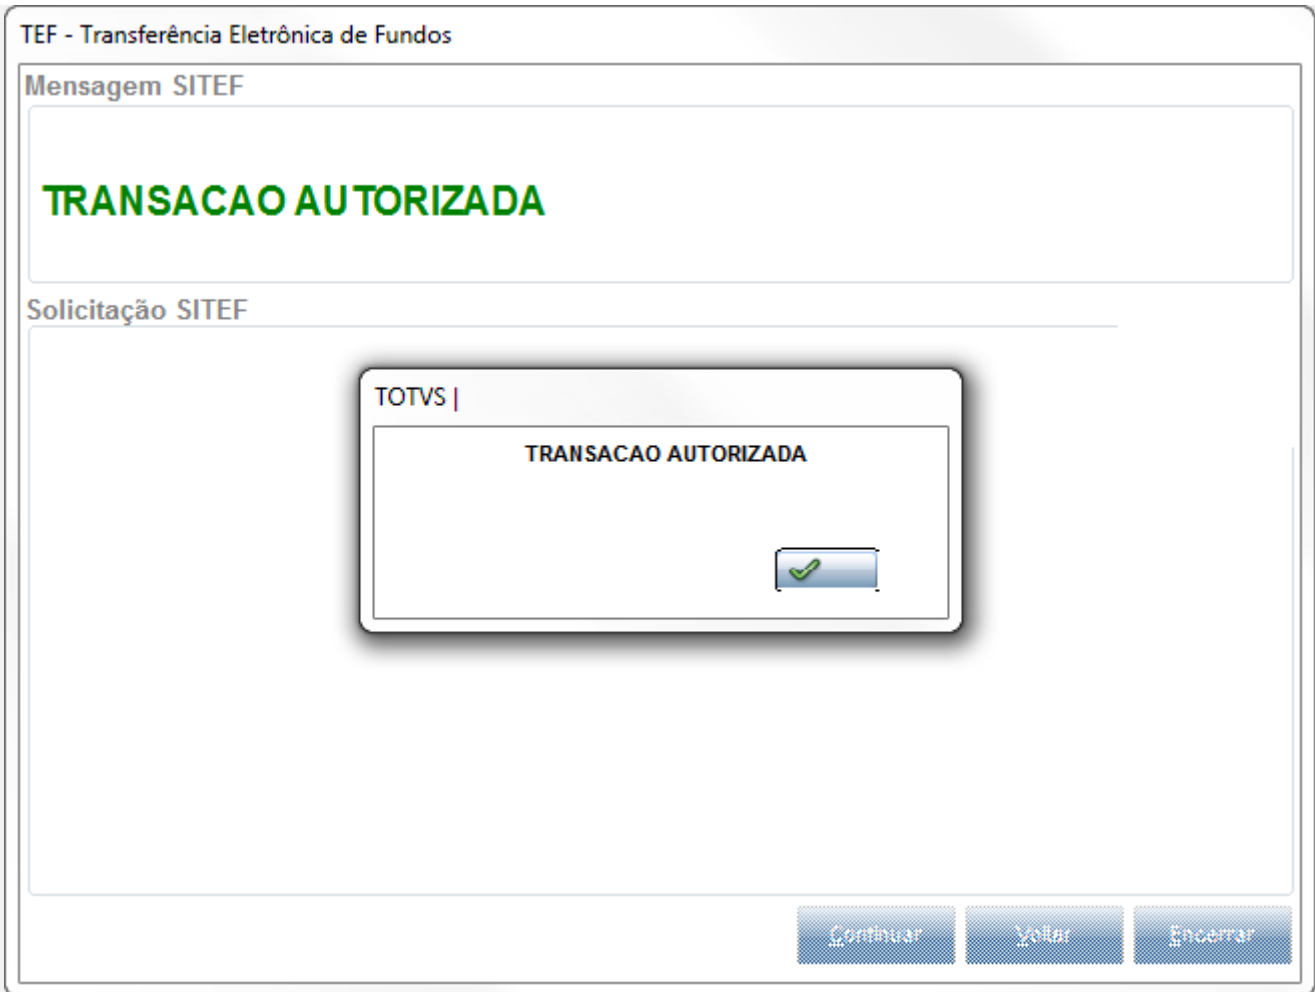 TEF - Transferência Eletrônica de Fundos
Mensagem SITEF
TRANSACAO AUTORIZADA
Solicitação SITEF
TOTVS |
TRANSACAO AUTORIZADA
Continuar Voltar Encerrar